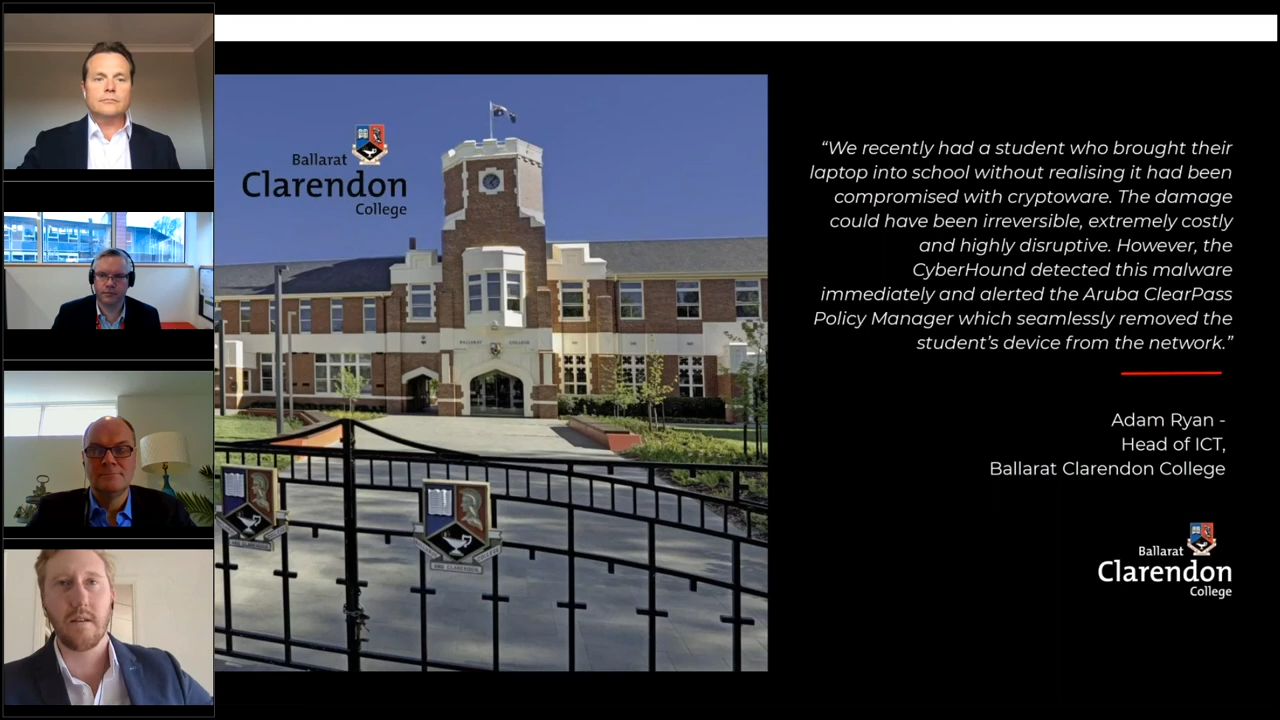 Ballarat
Clarendon
College
BALLARAT COLLEGE
“We recently had a student who brought their
laptop into school without realising it had been
compromised with cryptoware. The damage
could have been irreversible, extremely costly
and highly disruptive. However, the
CyberHound detected this malware
immediately and alerted the Aruba ClearPass
Policy Manager which seamlessly removed the
student’s device from the network.”
Adam Ryan -
Head of ICT,
Ballarat Clarendon College
Ballarat
Clarendon
College